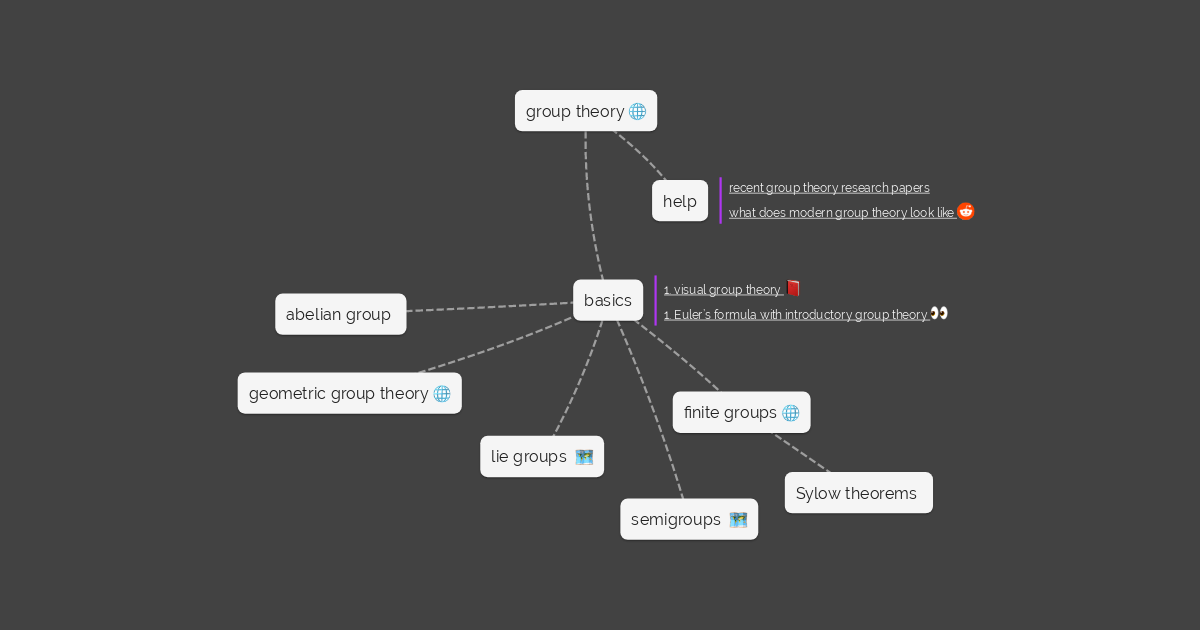 group theory
help
recent group theory research papers
what does modern group theory look like
basics
1 visual group theory
1 Euler's formula with introductory group theory
abelian group
geometric group theory
finite groups
lie groups
Sylow theorems
semigroups